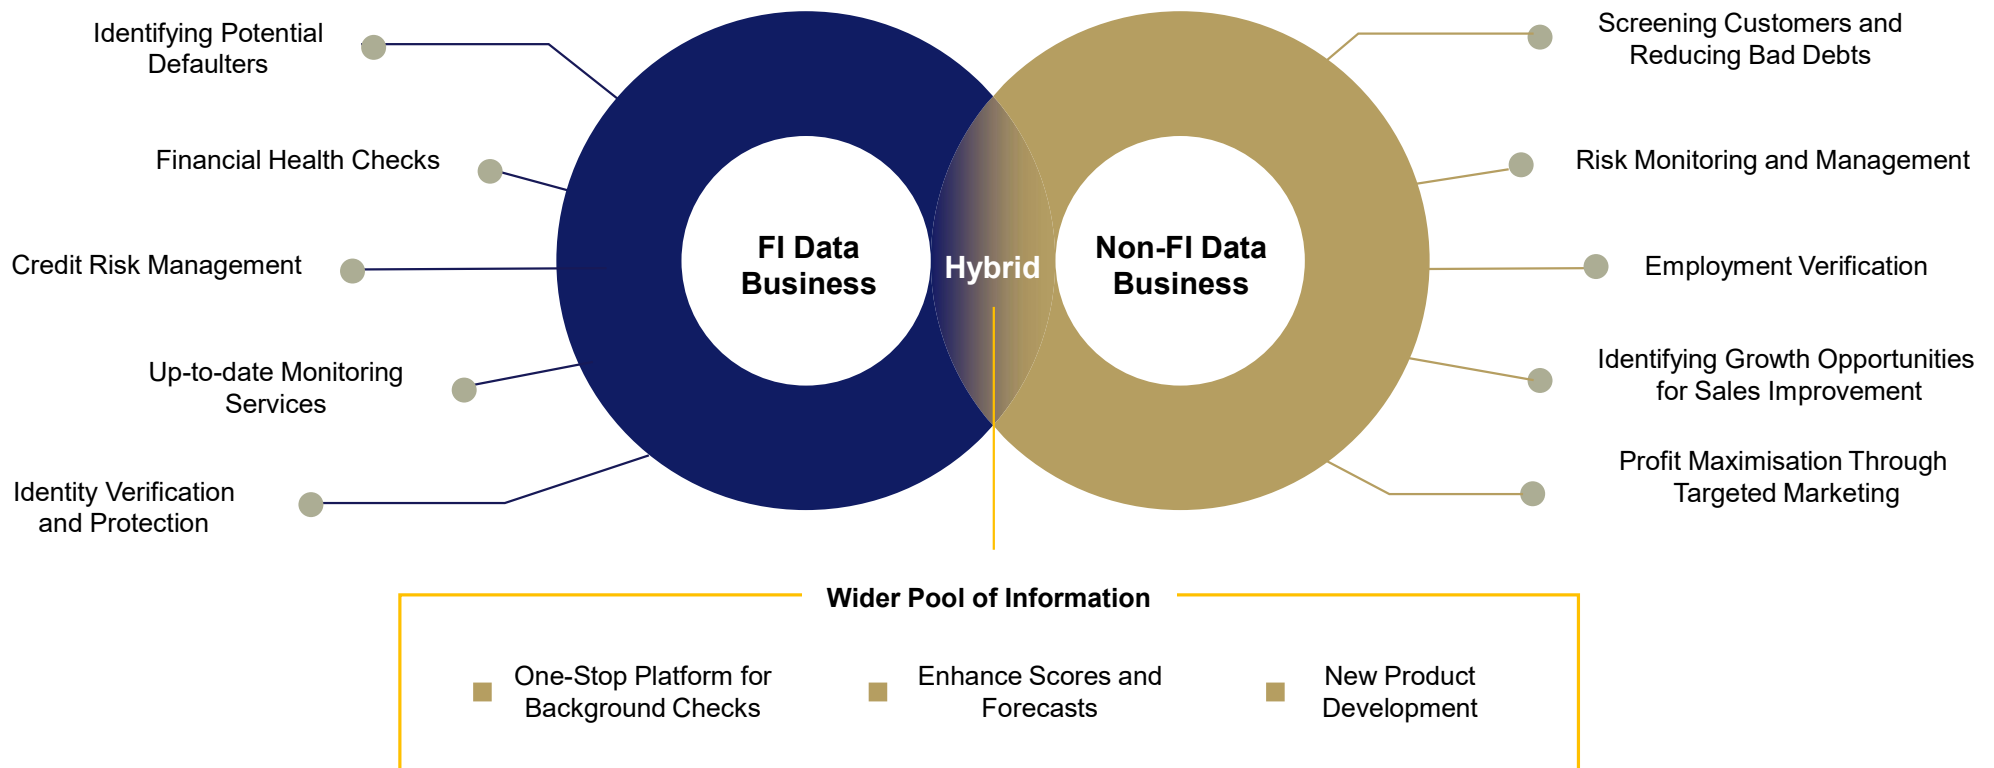 Identifying Potential
Defaulters
Financial Health Checks
Credit Risk Management
Up-to-date Monitoring
Services
Identity Verification
and Protection
FI Data
Business
Hybrid
Non-FI Data
Business
Screening Customers and
Reducing Bad Debts
Risk Monitoring and Management
Employment Verification
Identifying Growth Opportunities
for Sales Improvement
Profit Maximisation Through
Targeted Marketing
Wider Pool of Information
One-Stop Platform for
Background Checks
Enhance Scores and
Forecasts
New Product
Development